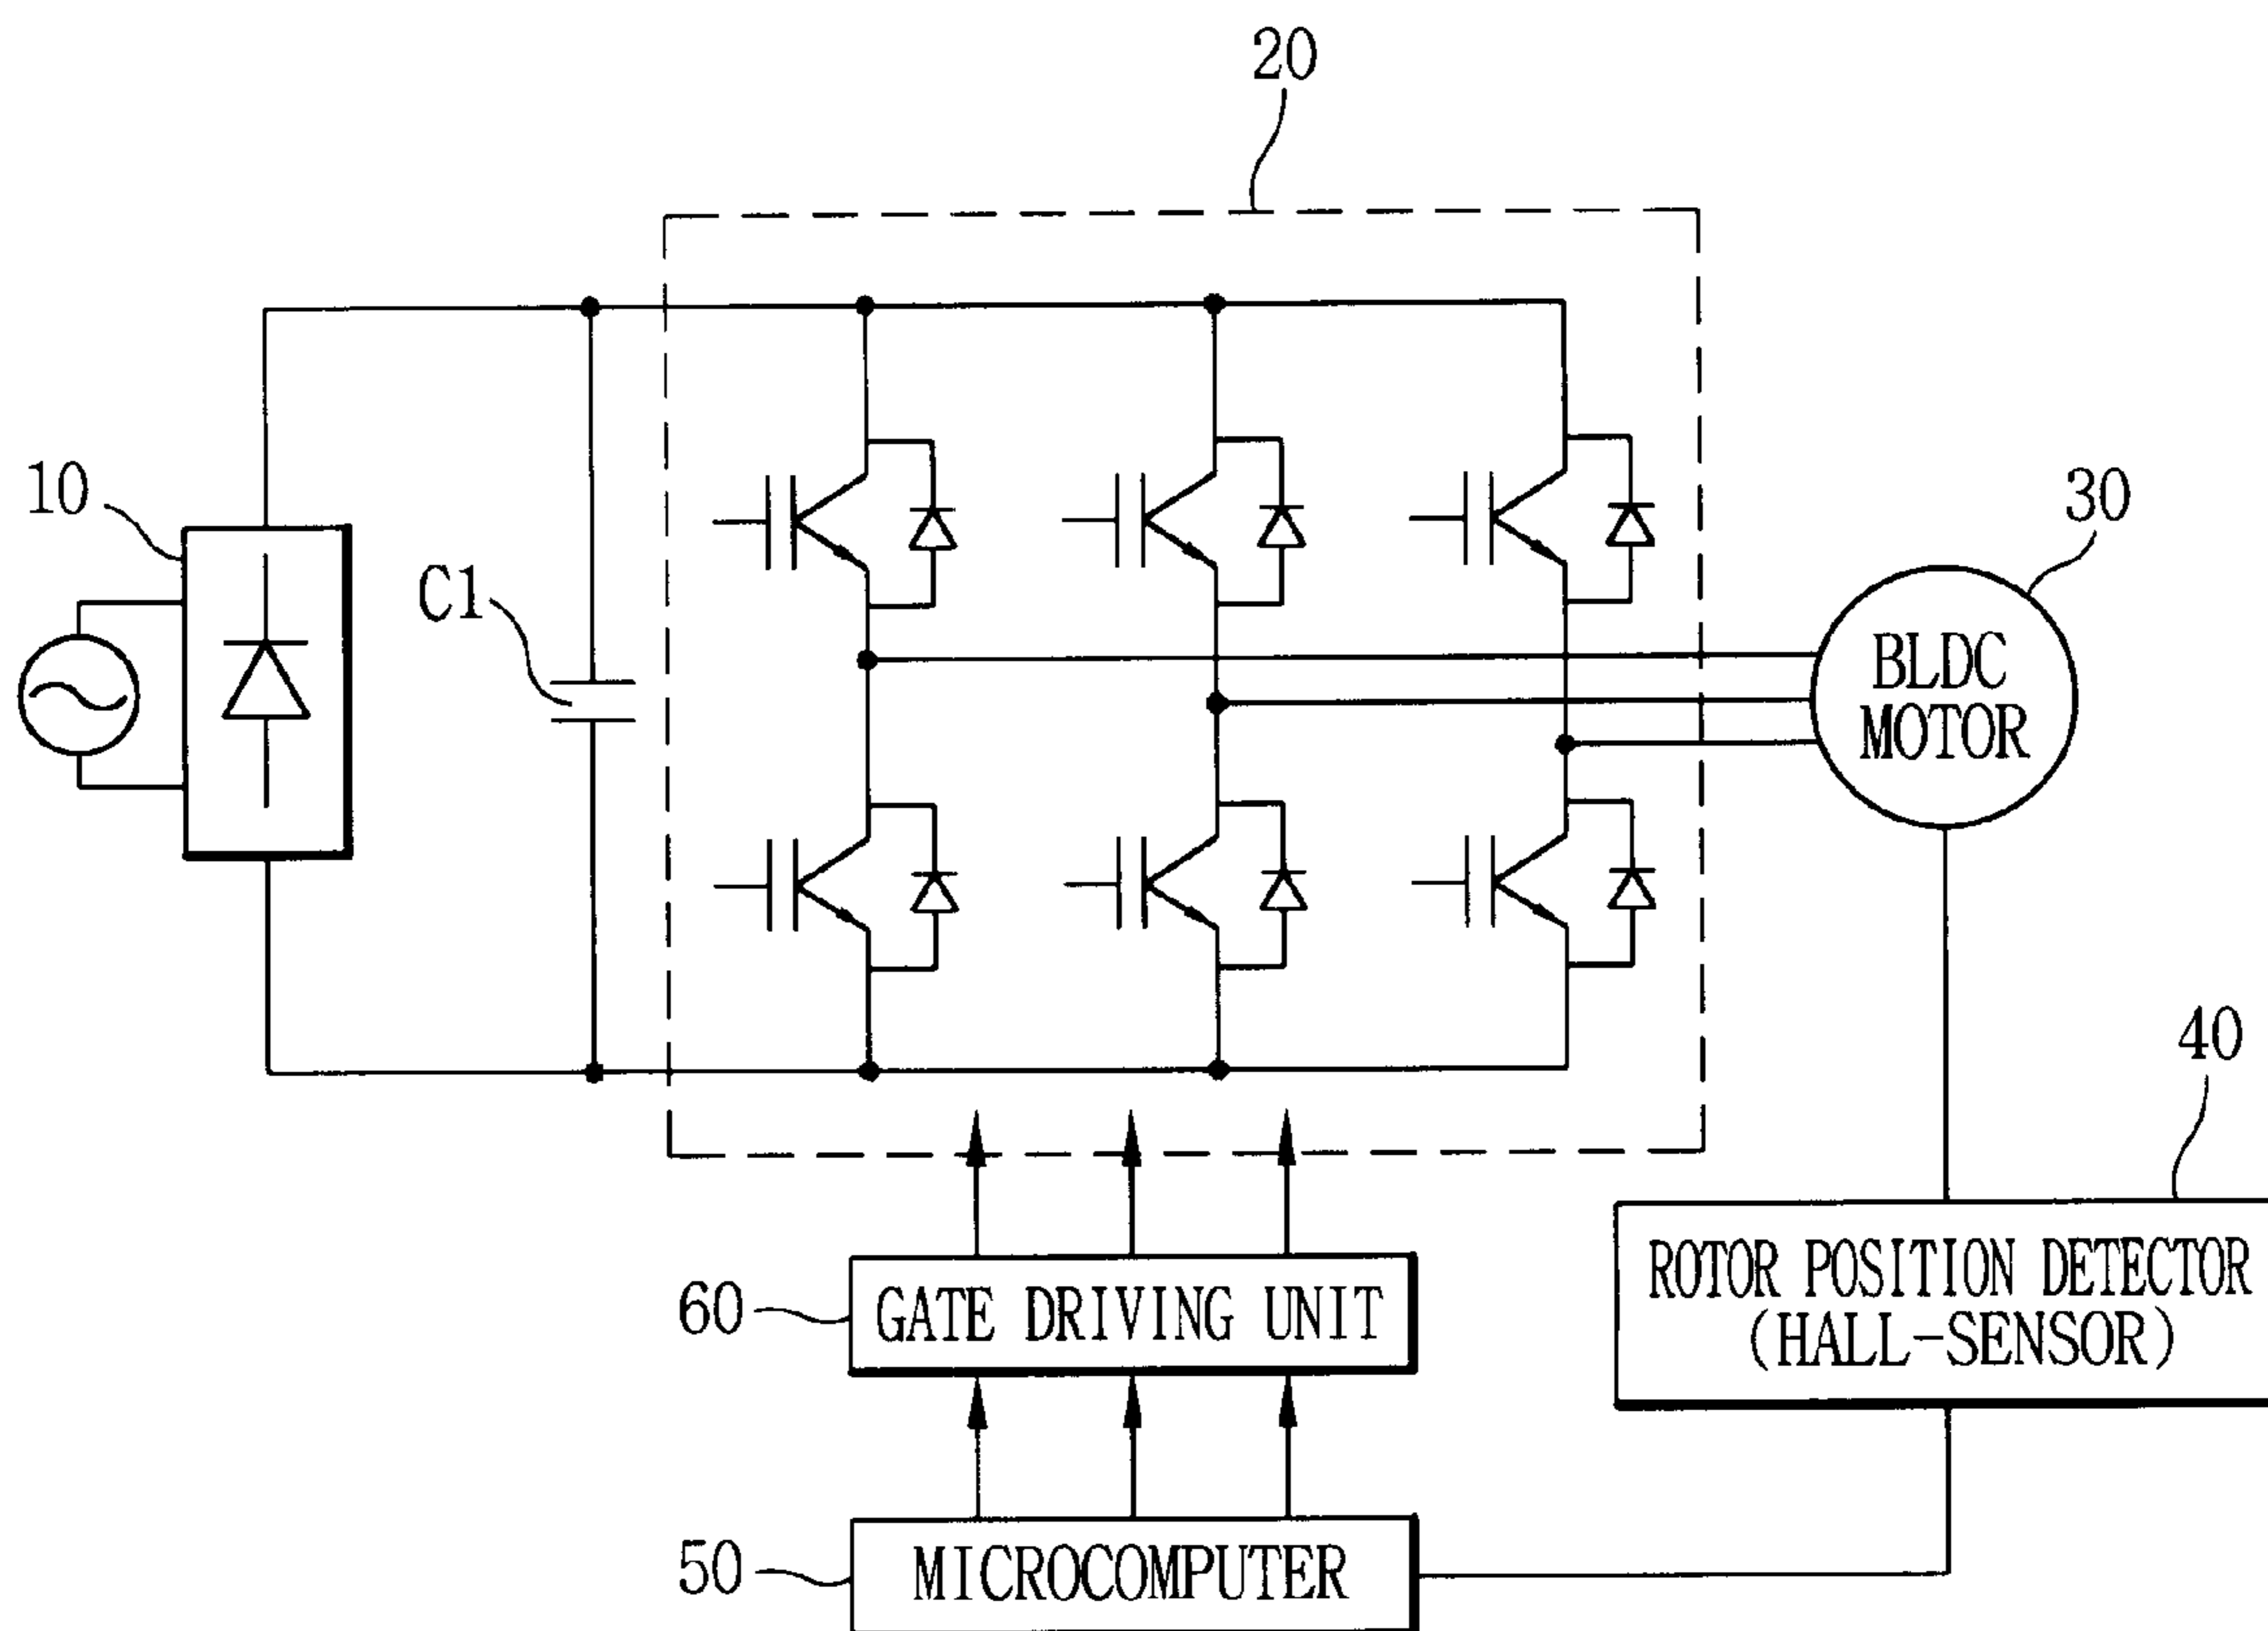 20
10
C1
30
BLDC
MOTOR
40
60
GATE DRIVING UNIT
ROTOR POSITION DETECTOR
(HALL-SENSOR)
50
MICROCOMPUTER